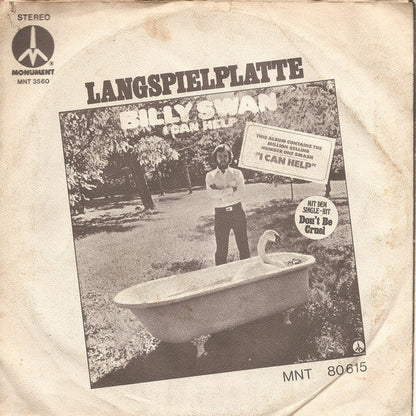 STEREO
MONUMENT®
MNT 3560
LANGSPIELPLATTE
BILLY SWAN
I CAN HELP
THIS ALBUM CONTAINS THE
MILLION SELLING
NUMBER ONE SMASH
"I CAN HELP"
MIT DEM
SINGLE-HIT
Don't Be
Cruel
MNT 80615